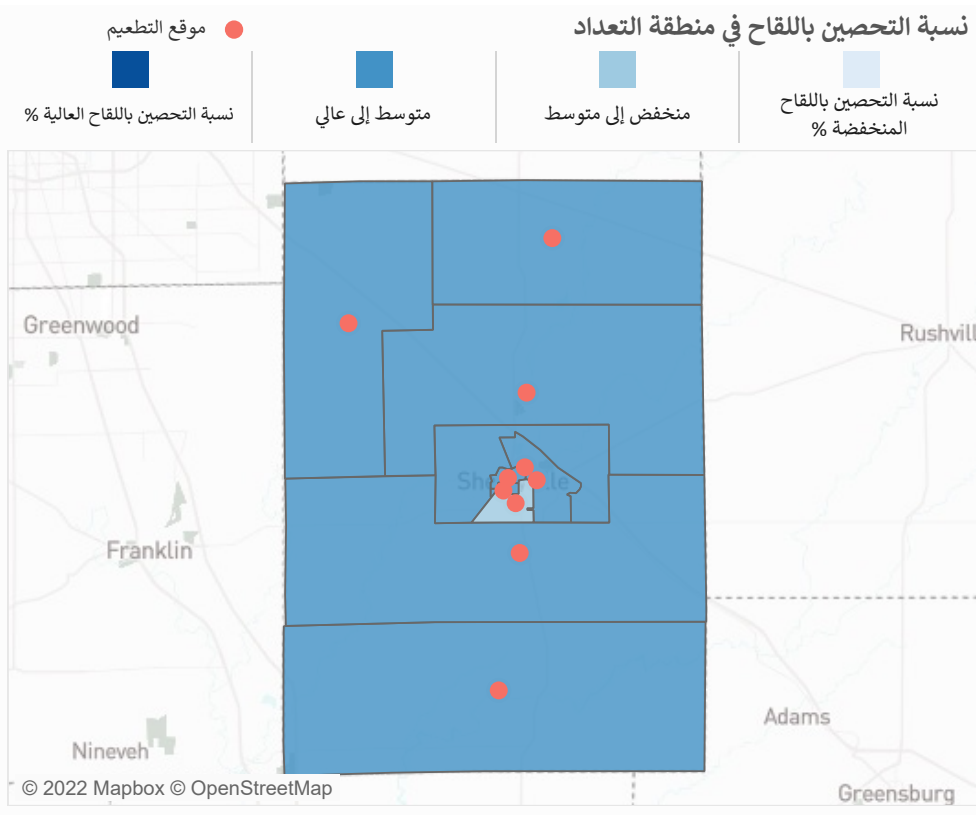 نسبة التحصين باللقاح في منطقة التعداد
موقع التطعيم
نسبة التحصين باللقاح
المنخفضة %
منخفض إلى متوسط
متوسط إلى عالي
نسبة التحصين باللقاح العالية %
Greenwood
Rushvill
Franklin
Adams
Nineveh
Greensburg
© 2022 Mapbox © OpenStreetMap